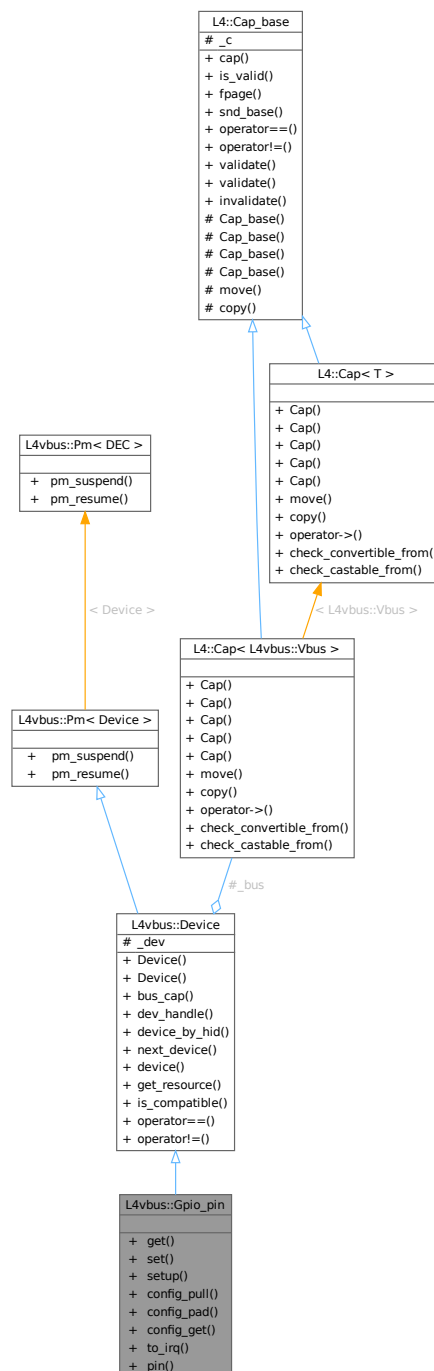 L4::Cap_base
# _c
+ cap()
+ is_valid()
+ fpage()
+ snd_base()
+ operator==()
+ operator!=()
+ validate()
+ validate()
+ invalidate()
# Cap_base()
# Cap_base()
# Cap_base()
# Cap_base()
# move()
# copy()
L4::Cap< T >
+ Cap()
+ Cap()
+ Cap()
+ Cap()
+ Cap()
+ move()
+ copy()
+ operator->()
+ check_convertible_from()
+ check_castable_from()
L4vbus::Pm< DEC >
+ pm_suspend()
+ pm_resume()
< Device >
< L4vbus::Vbus >
L4::Cap< L4vbus::Vbus >
+ Cap()
+ Cap()
+ Cap()
+ Cap()
+ Cap()
+ move()
+ copy()
+ operator->()
+ check_convertible_from()
+ check_castable_from()
L4vbus::Pm< Device >
+ pm_suspend()
+ pm_resume()
#_bus
L4vbus::Device
# _dev
+ Device()
+ Device()
+ bus_cap()
+ dev_handle()
+ device_by_hid()
+ next_device()
+ device()
+ get_resource()
+ is_compatible()
+ operator==()
+ operator!=()
L4vbus::Gpio_pin
+ get()
+ set()
+ setup()
+ config_pull()
+ config_pad()
+ config_get()
+ to_irq()
+ pin()